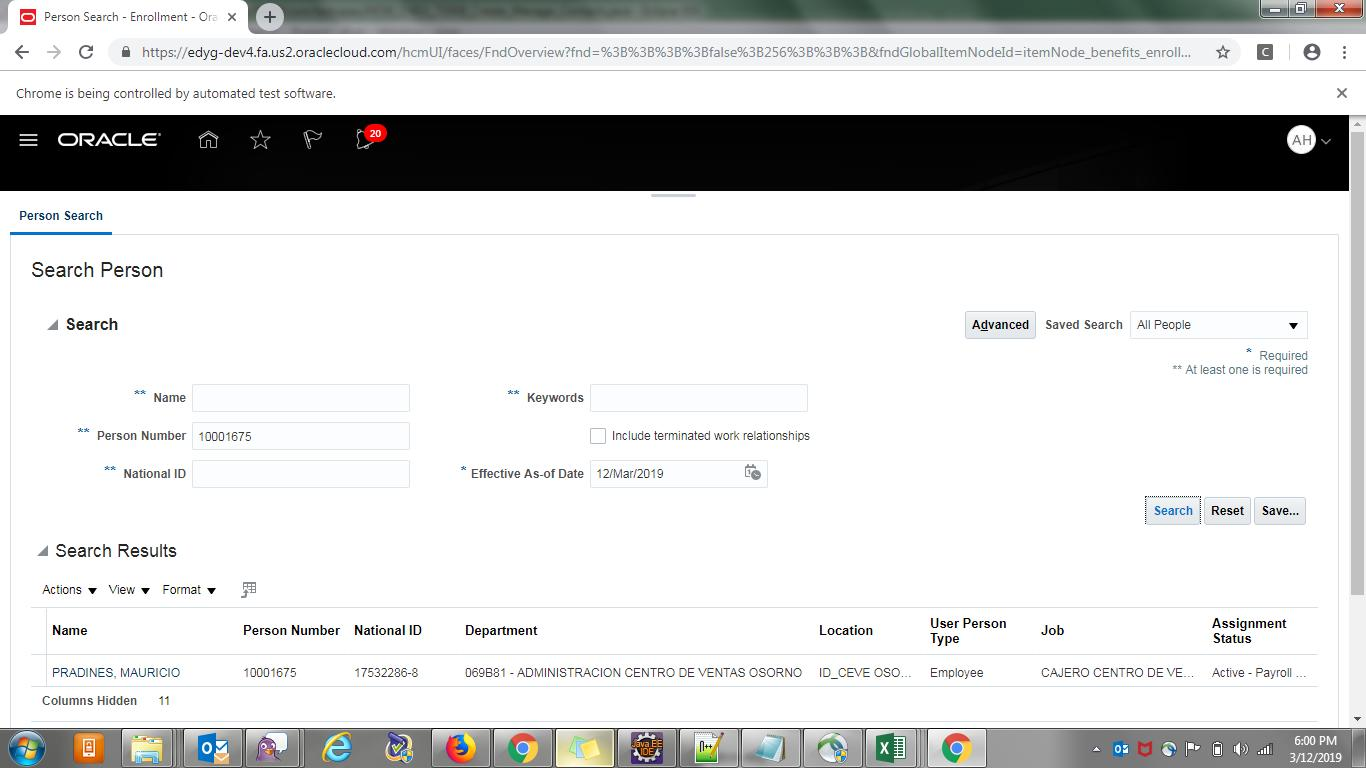 Person Search - Enrollment - Ora
https://edyg-dev4.fa.us2.oraclecloud.com/hcmUI/faces/FndOverview?fnd=%3B%3B%3B%3Bfalse%3B256%3B%3B%3B&fndGlobalItemNodeId=itemNode_benefits_enroll...
Chrome is being controlled by automated test software.
ORACLE
20
AH
Person Search
Search Person
Search
Advanced Saved Search All People
* Required
** At least one is required
** Name
** Keywords
** Person Number 10001675
Include terminated work relationships
** National ID
* Effective As-of Date 12/Mar/2019
Search Reset Save...
Search Results
Actions View Format
Name Person Number National ID Department Location User Person Type Job Assignment Status
PRADINES, MAURICIO 10001675 17532286-8 069B81 - ADMINISTRACION CENTRO DE VENTAS OSORNO ID_CEVE OSO... Employee CAJERO CENTRO DE VE... Active - Payroll ...
Columns Hidden 11
Java EE
IDE
6:00 PM
3/12/2019